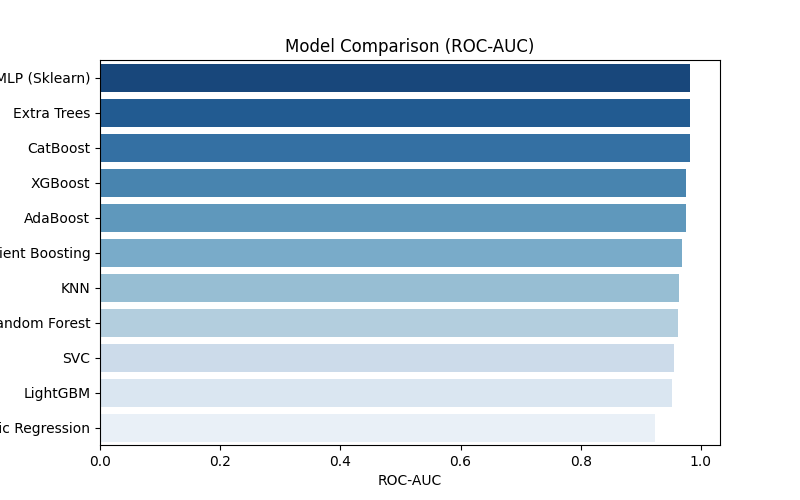 Model Comparison (ROC-AUC)
MLP (Sklearn)
Extra Trees
CatBoost
XGBoost
AdaBoost
ient Boosting
KNN
andom Forest
SVC
LightGBM
ic Regression
0.0 0.2 0.4 0.6 0.8 1.0
ROC-AUC